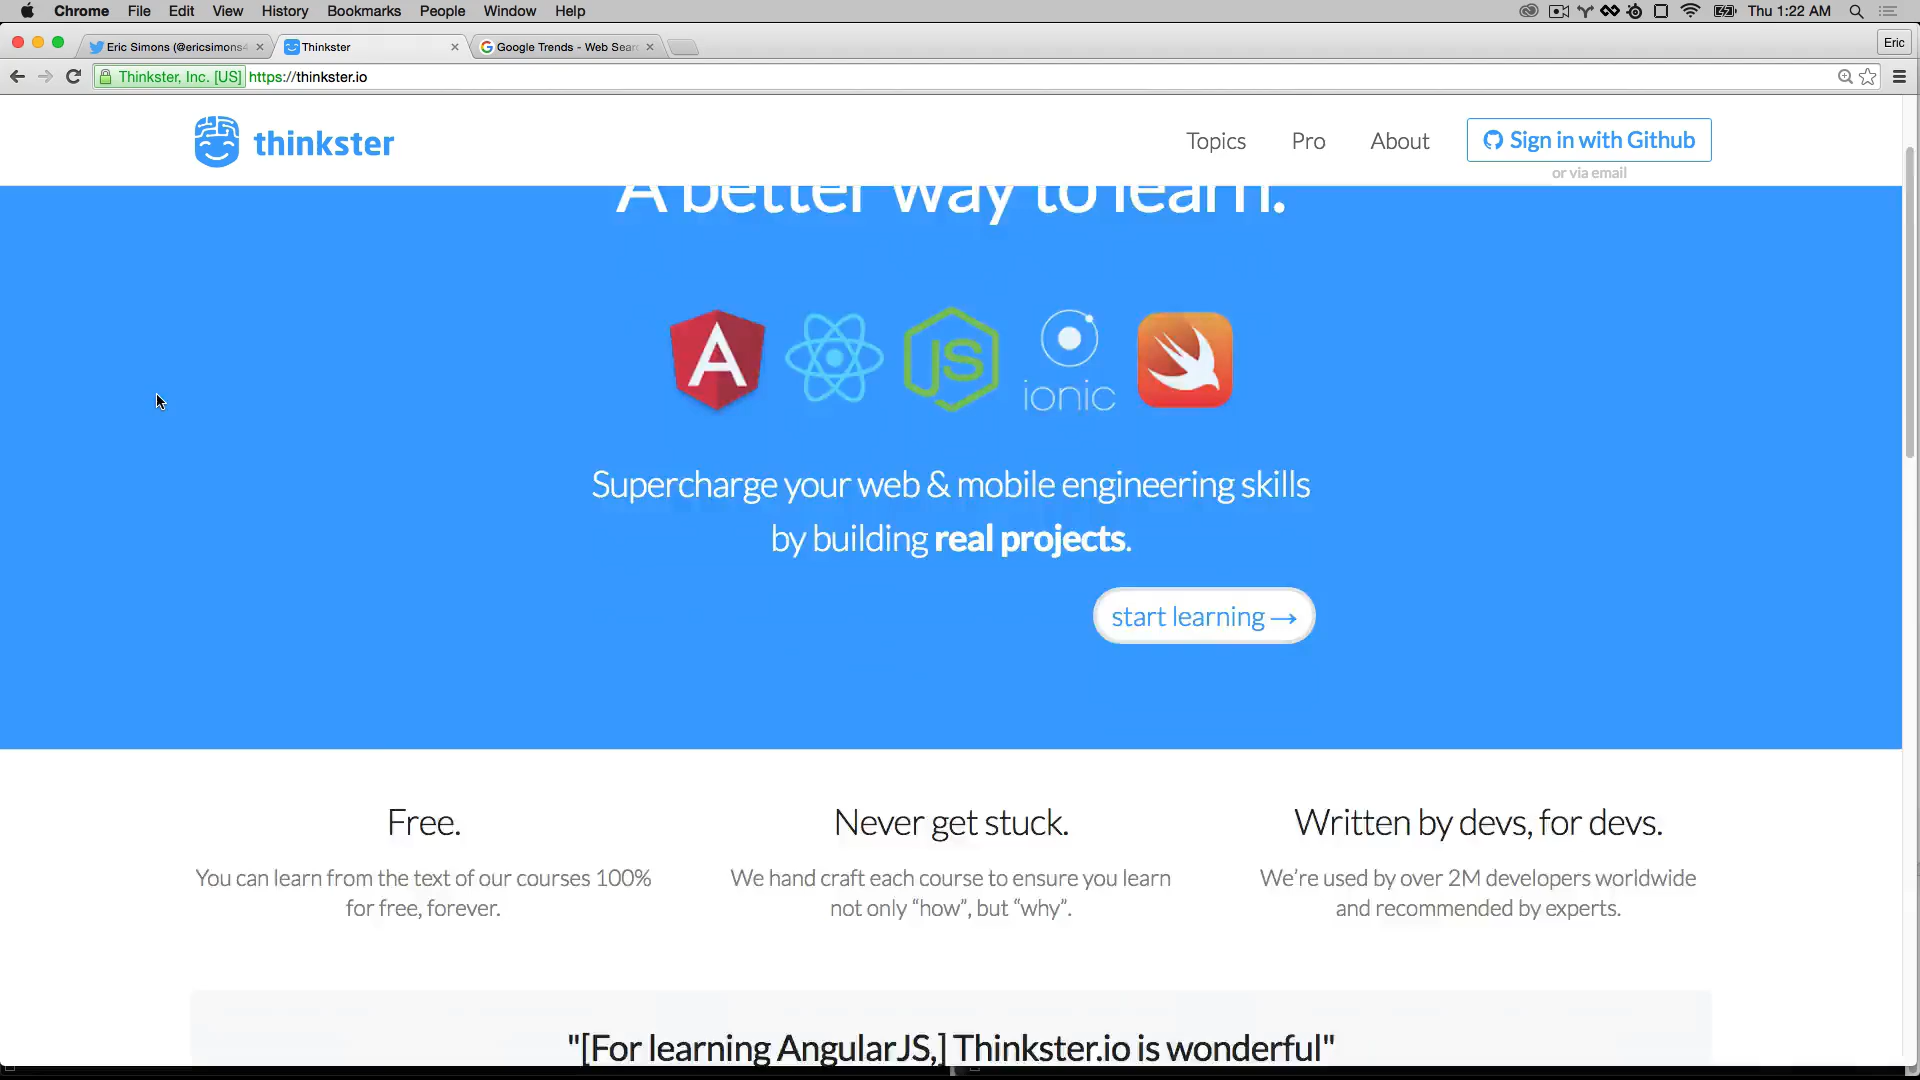 Chrome File Edit View History Bookmarks People Window Help
Thu 1:22 AM
Eric Simons (@ericsimons4
Thinkster
Google Trends - Web Sear
Eric
Thinkster, Inc. [US] https://thinkster.io
thinkster
Topics Pro About Sign in with Github
or via email
A better way to learn.
JS
ionic
Supercharge your web & mobile engineering skills
by building real projects.
start learning →
Free.
You can learn from the text of our courses 100%
for free, forever.
Never get stuck.
We hand craft each course to ensure you learn
not only “how”, but “why”.
Written by devs, for devs.
We’re used by over 2M developers worldwide
and recommended by experts.
"[For learning AngularJS,] Thinkster.io is wonderful"